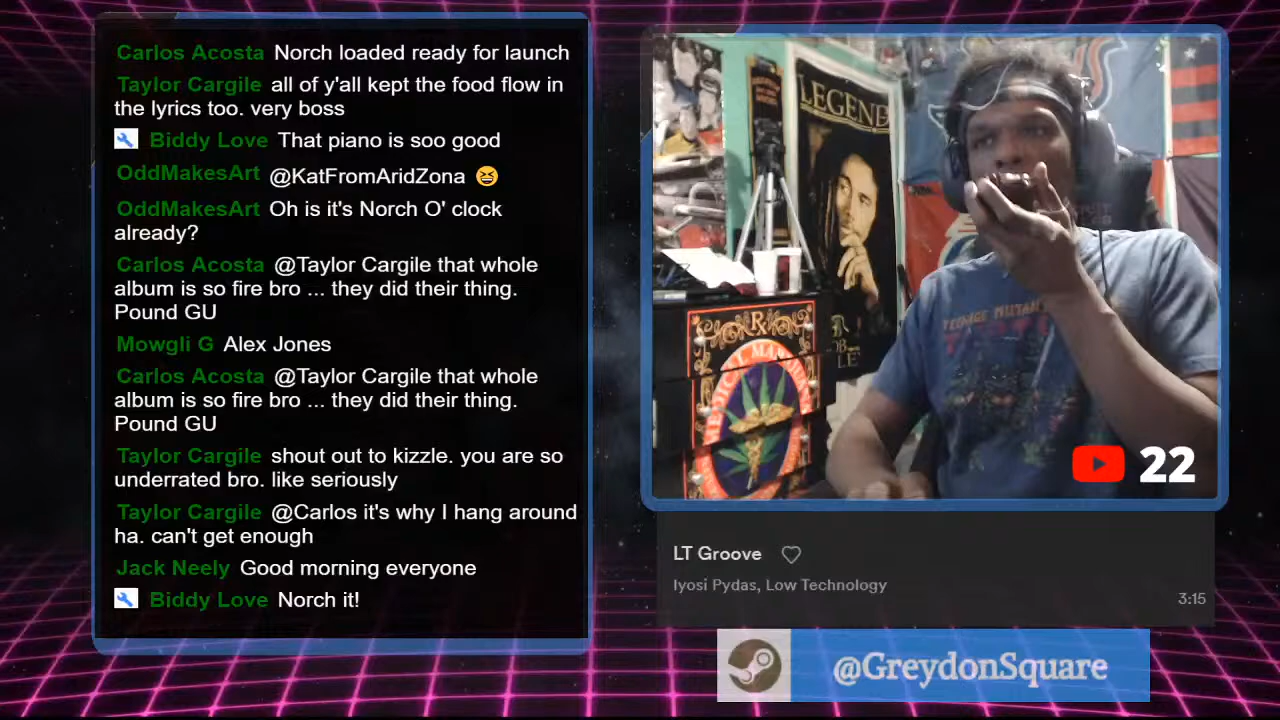 Carlos Acosta Norch loaded ready for launch
Taylor Cargile all of y'all kept the food flow in
the lyrics too. very boss
Biddy Love That piano is soo good
OddMakesArt @KatFromAridZona 😆
OddMakesArt Oh is it's Norch O' clock
already?
Carlos Acosta @Taylor Cargile that whole
album is so fire bro ... they did their thing.
Pound GU
Mowgli G Alex Jones
Carlos Acosta @Taylor Cargile that whole
album is so fire bro ... they did their thing.
Pound GU
Taylor Cargile shout out to kizzle. you are so
underrated bro. like seriously
Taylor Cargile @Carlos it's why I hang around
ha. can't get enough
Jack Neely Good morning everyone
Biddy Love Norch it!
LEGEND
TEENAGE MUTANT
Rx
22
LT Groove
Iyosi Pydas, Low Technology
3:15
@GreydonSquare